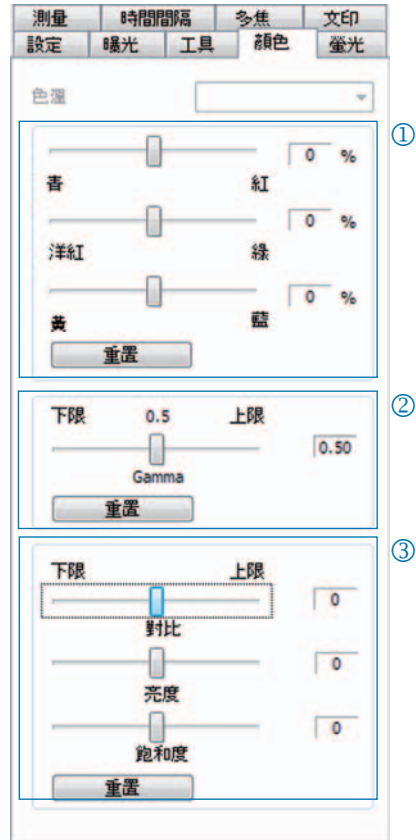 測量 時間間隔 多焦 文印
設定 曝光 工具 顏色 螢光
色溫
①
0 %
青 紅
0 %
洋紅 綠
0 %
黃 藍
重置
②
下限 0.5 上限
0.50
Gamma
重置
③
下限 上限
0
對比
0
亮度
0
飽和度
重置